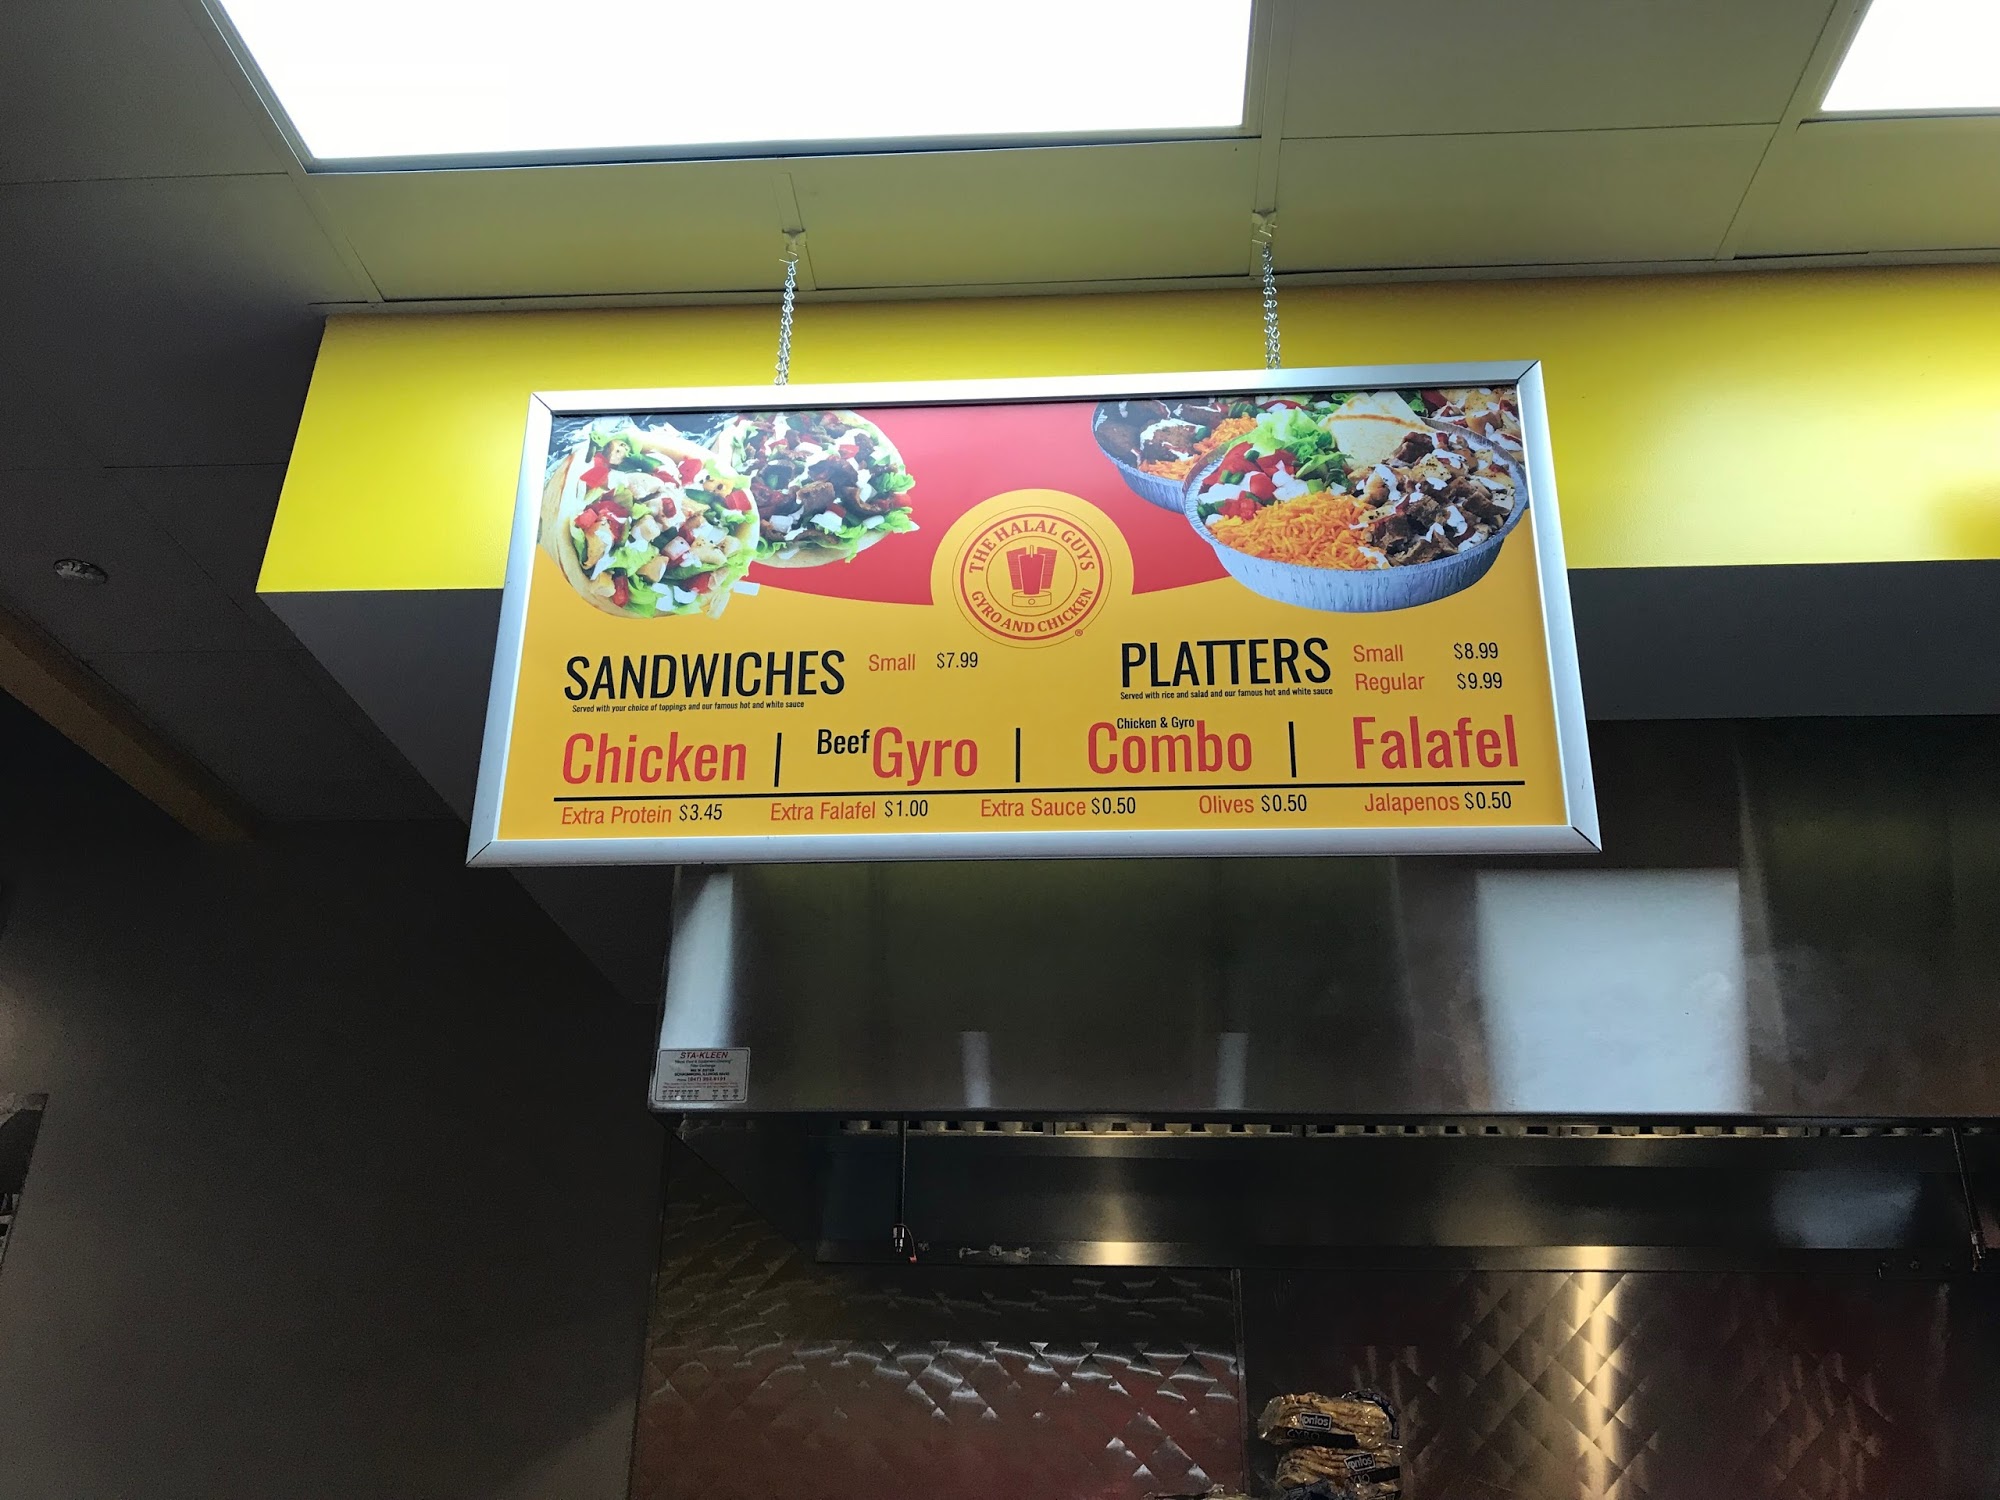 THE HALAL GUYS
GYRO AND CHICKEN
®
SANDWICHES
Small $7.99
Served with your choice of toppings and our famous hot and white sauce
PLATTERS
Small $8.99
Regular $9.99
Served with rice and salad and our famous hot and white sauce
Chicken | Beef Gyro | Chicken & Gyro Combo | Falafel
Extra Protein $3.45 Extra Falafel $1.00 Extra Sauce $0.50 Olives $0.50 Jalapenos $0.50
STA-KLEEN
GYRO